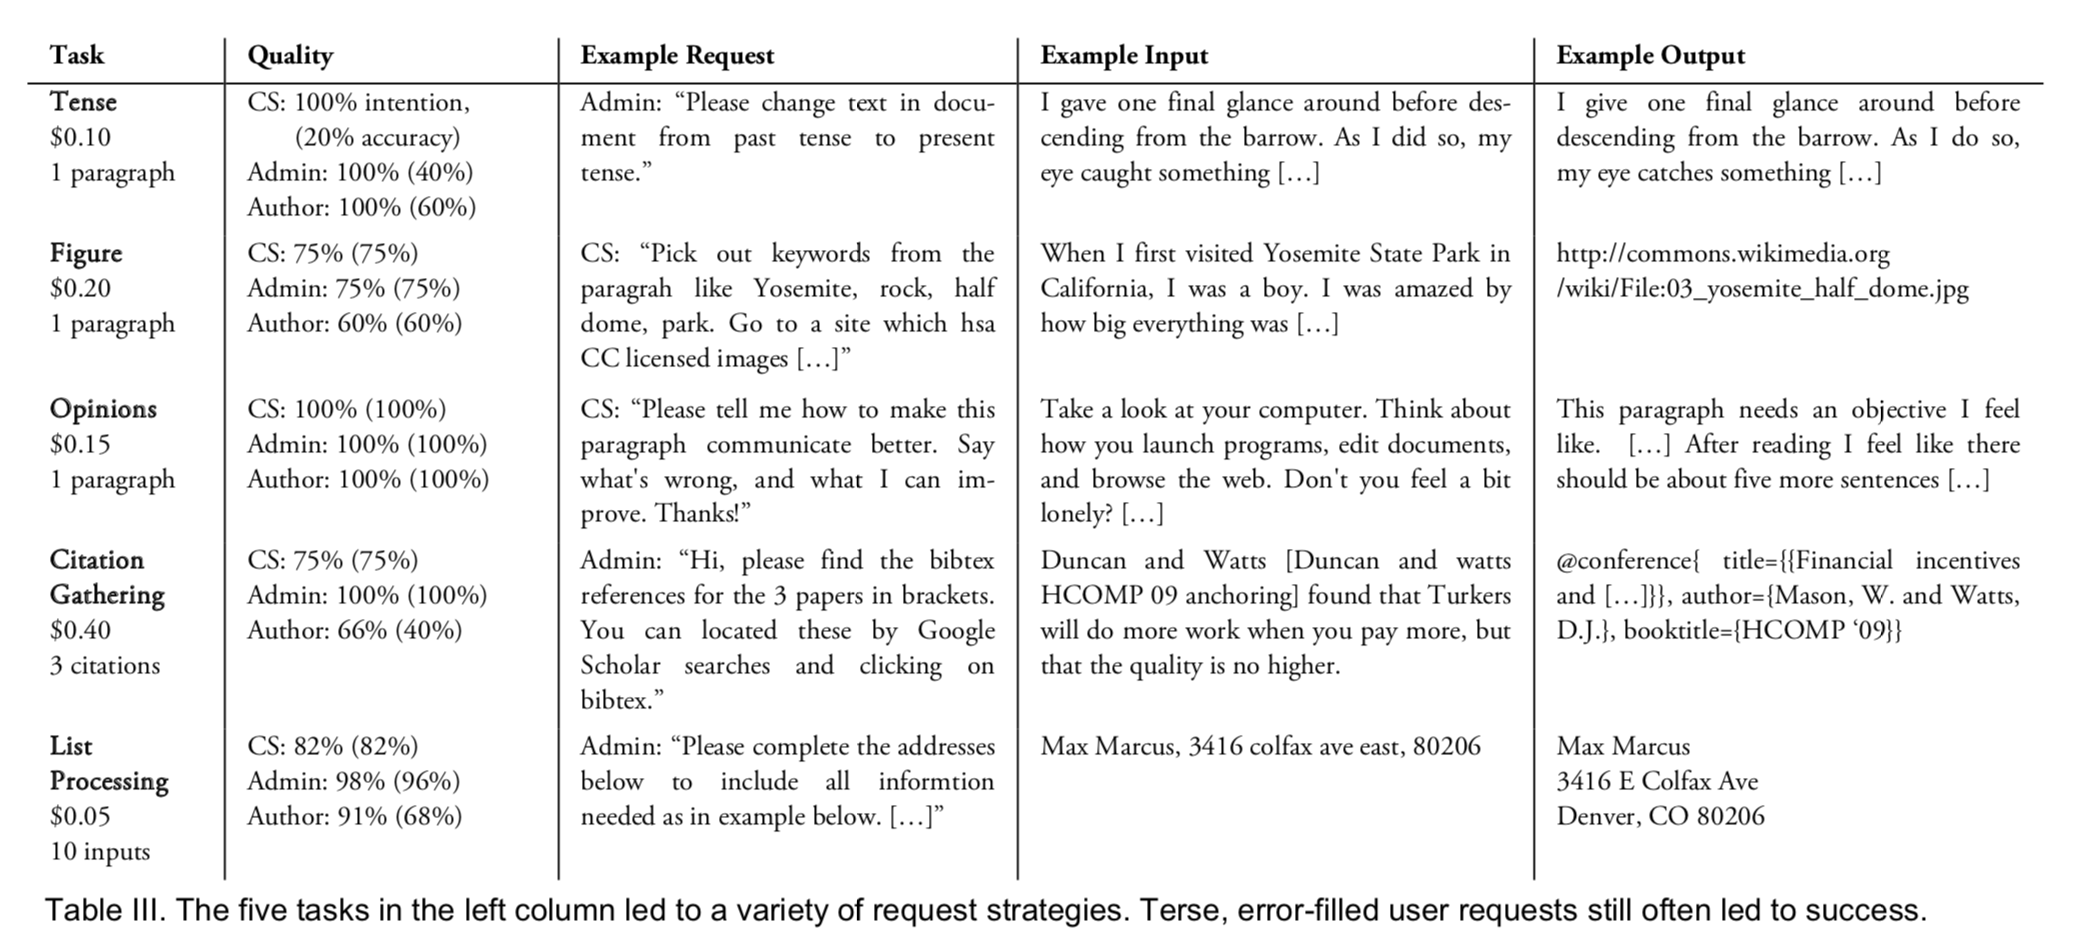 Task Quality Example Request Example Input Example Output
Tense
$0.10
1 paragraph
CS: 100% intention,
(20% accuracy)
Admin: 100% (40%)
Author: 100% (60%)
Admin: “Please change text in docu-
ment from past tense to present
tense.”
I gave one final glance around before des-
cending from the barrow. As I did so, my
eye caught something […]
I give one final glance around before
descending from the barrow. As I do so,
my eye catches something […]
Figure
$0.20
1 paragraph
CS: 75% (75%)
Admin: 75% (75%)
Author: 60% (60%)
CS: “Pick out keywords from the
paragrah like Yosemite, rock, half
dome, park. Go to a site which hsa
CC licensed images […]”
When I first visited Yosemite State Park in
California, I was a boy. I was amazed by
how big everything was […]
http://commons.wikimedia.org
/wiki/File:03_yosemite_half_dome.jpg
Opinions
$0.15
1 paragraph
CS: 100% (100%)
Admin: 100% (100%)
Author: 100% (100%)
CS: “Please tell me how to make this
paragraph communicate better. Say
what's wrong, and what I can im-
prove. Thanks!”
Take a look at your computer. Think about
how you launch programs, edit documents,
and browse the web. Don't you feel a bit
lonely? […]
This paragraph needs an objective I feel
like. […] After reading I feel like there
should be about five more sentences […]
Citation
Gathering
$0.40
3 citations
CS: 75% (75%)
Admin: 100% (100%)
Author: 66% (40%)
Admin: “Hi, please find the bibtex
references for the 3 papers in brackets.
You can located these by Google
Scholar searches and clicking on
bibtex.”
Duncan and Watts [Duncan and watts
HCOMP 09 anchoring] found that Turkers
will do more work when you pay more, but
that the quality is no higher.
@conference{ title={{Financial incentives
and […]}}, author={Mason, W. and Watts,
D.J.}, booktitle={HCOMP ‘09}}
List
Processing
$0.05
10 inputs
CS: 82% (82%)
Admin: 98% (96%)
Author: 91% (68%)
Admin: “Please complete the addresses
below to include all informtion
needed as in example below. […]”
Max Marcus, 3416 colfax ave east, 80206
Max Marcus
3416 E Colfax Ave
Denver, CO 80206
Table III. The five tasks in the left column led to a variety of request strategies. Terse, error-filled user requests still often led to success.